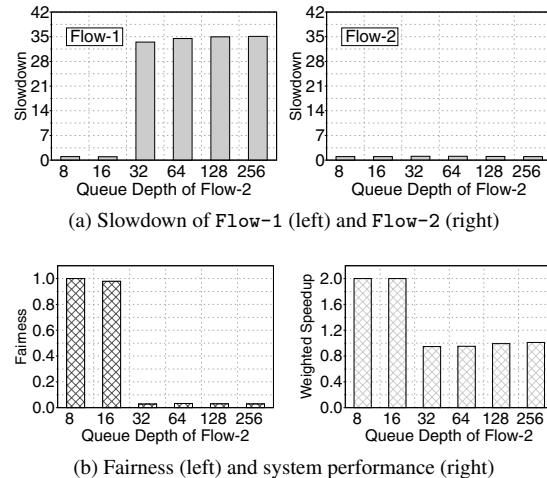 42
35
28
21
14
7
0
Slowdown
Flow-1
8 16 32 64 128 256
Queue Depth of Flow-2
42
35
28
21
14
7
0
Slowdown
Flow-2
8 16 32 64 128 256
Queue Depth of Flow-2
(a) Slowdown of Flow-1 (left) and Flow-2 (right)
1.0
0.8
0.6
0.4
0.2
0.0
Fairness
8 16 32 64 128 256
Queue Depth of Flow-2
2.0
1.6
1.2
0.8
0.4
0.0
Weighted Speedup
8 16 32 64 128 256
Queue Depth of Flow-2
(b) Fairness (left) and system performance (right)